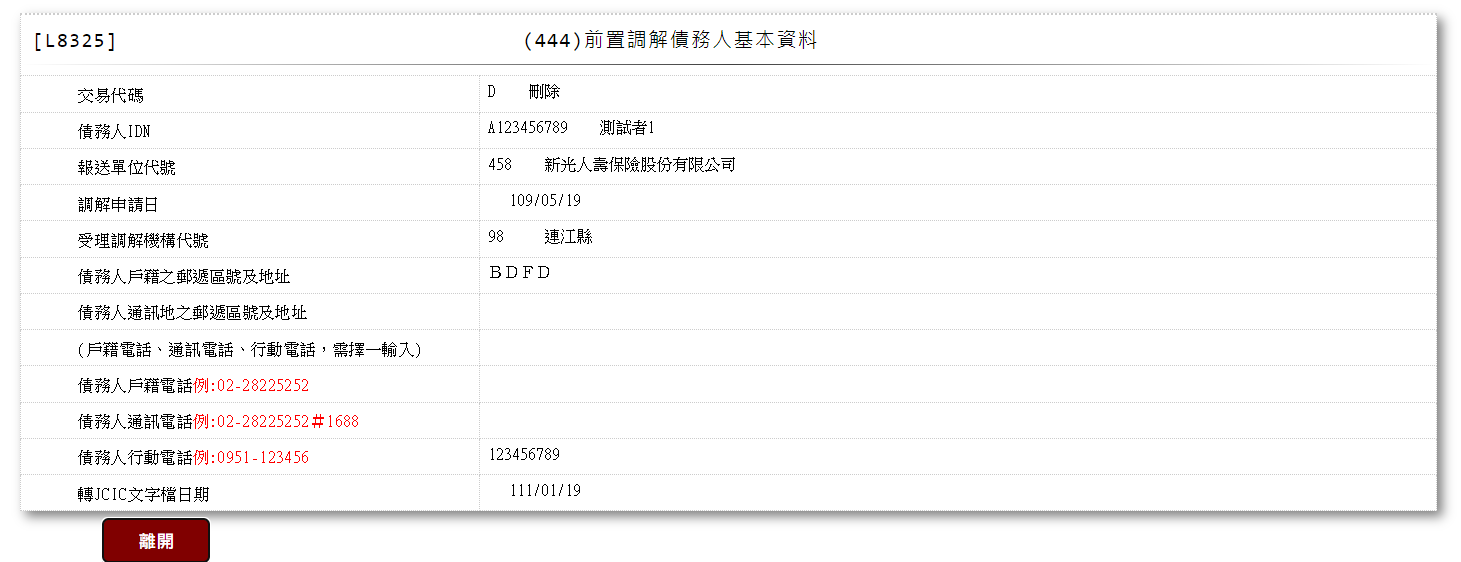 [L8325] (444)前置調解債務人基本資料
交易代碼 D 刪除
債務人IDN A123456789 測試者1
報送單位代號 458 新光人壽保險股份有限公司
調解申請日 109/05/19
受理調解機構代號 98 連江縣
債務人戶籍之郵遞區號及地址 ＢＤＦＤ
債務人通訊地之郵遞區號及地址
(戶籍電話、通訊電話、行動電話，需擇一輸入)
債務人戶籍電話例:02-28225252
債務人通訊電話例:02-28225252＃1688
債務人行動電話例:0951-123456 123456789
轉JCIC文字檔日期 111/01/19
離開